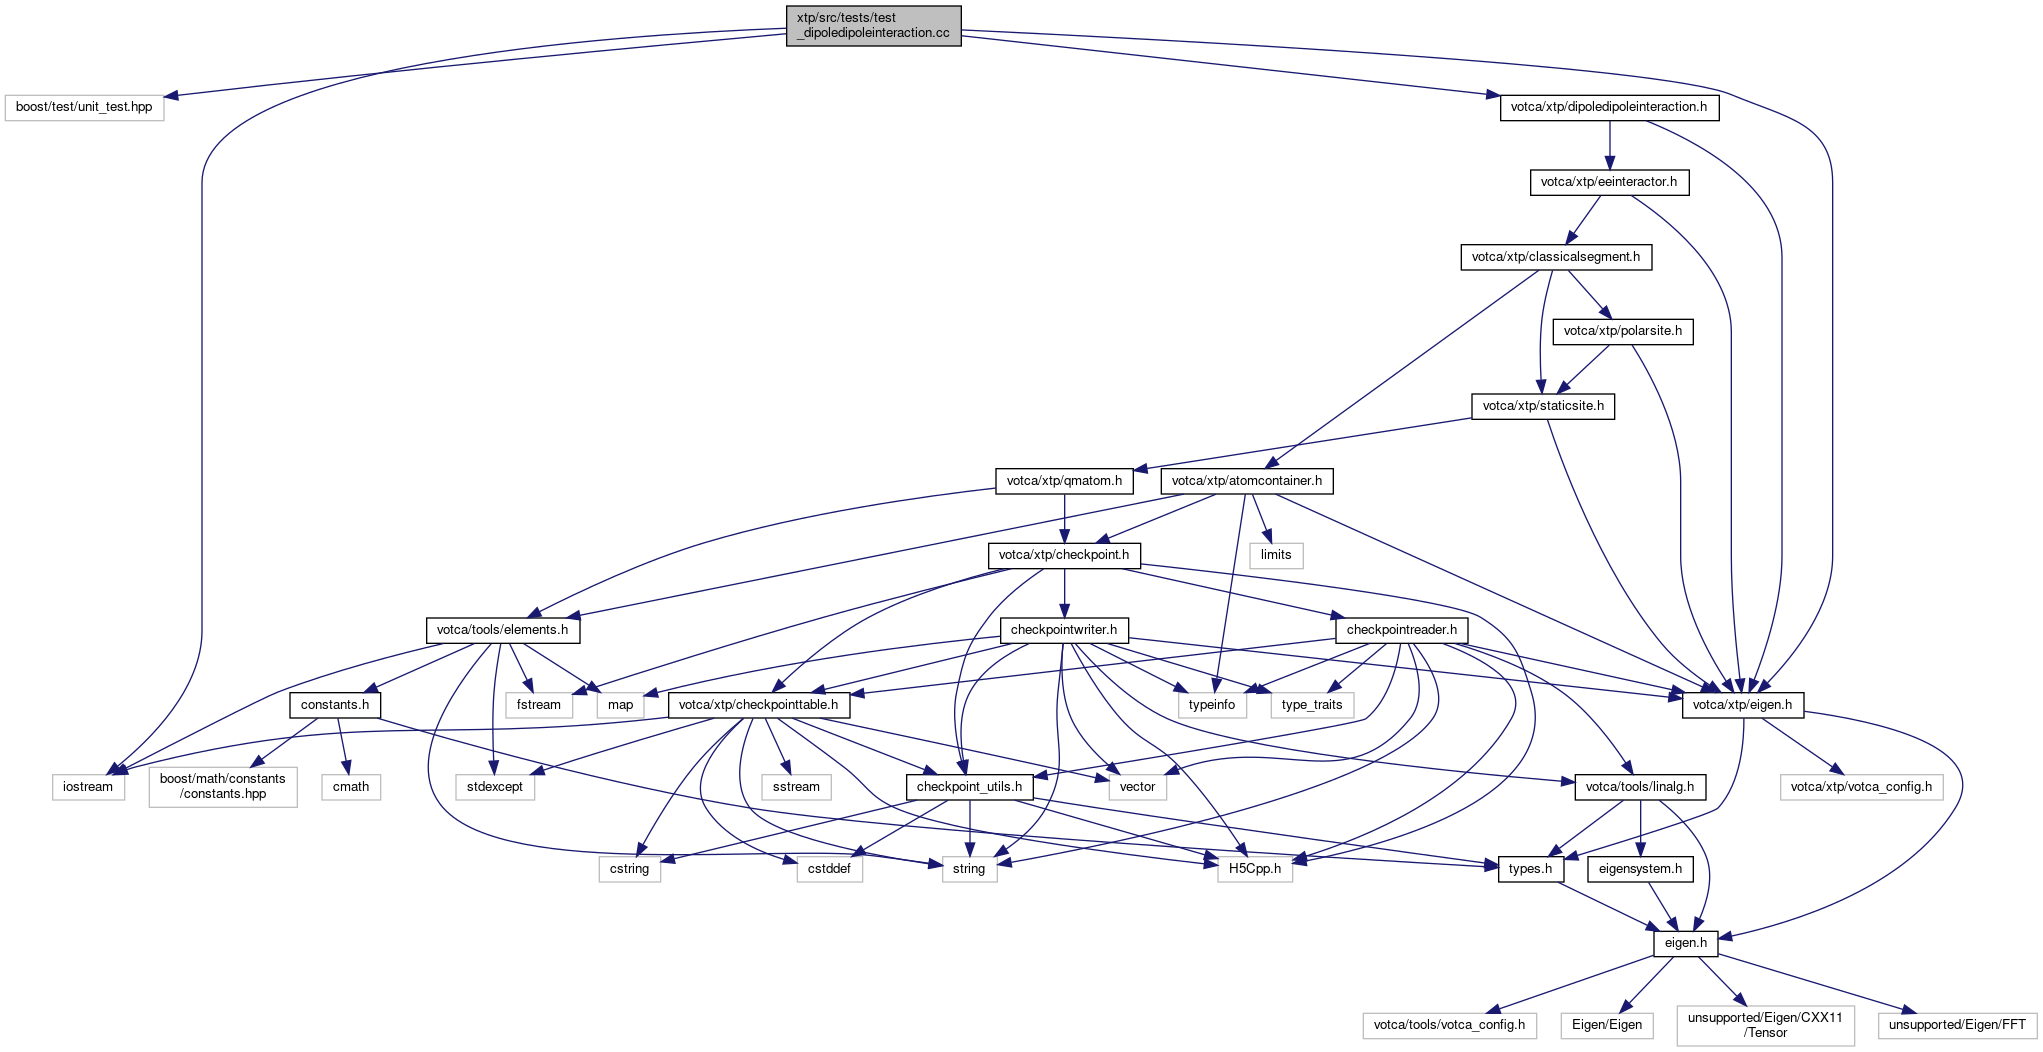 xtp/src/tests/test
_dipoledipoleinteraction.cc
boost/test/unit_test.hpp
votca/xtp/dipoledipoleinteraction.h
votca/xtp/eeinteractor.h
votca/xtp/classicalsegment.h
votca/xtp/polarsite.h
votca/xtp/staticsite.h
votca/xtp/qmatom.h
votca/xtp/atomcontainer.h
votca/xtp/checkpoint.h
limits
votca/tools/elements.h
checkpointwriter.h
checkpointreader.h
constants.h
fstream
map
votca/xtp/checkpointtable.h
typeinfo
type_traits
votca/xtp/eigen.h
iostream
boost/math/constants
/constants.hpp
cmath
stdexcept
sstream
checkpoint_utils.h
vector
votca/tools/linalg.h
votca/xtp/votca_config.h
cstring
cstddef
string
H5Cpp.h
types.h
eigensystem.h
eigen.h
votca/tools/votca_config.h
Eigen/Eigen
unsupported/Eigen/CXX11
/Tensor
unsupported/Eigen/FFT